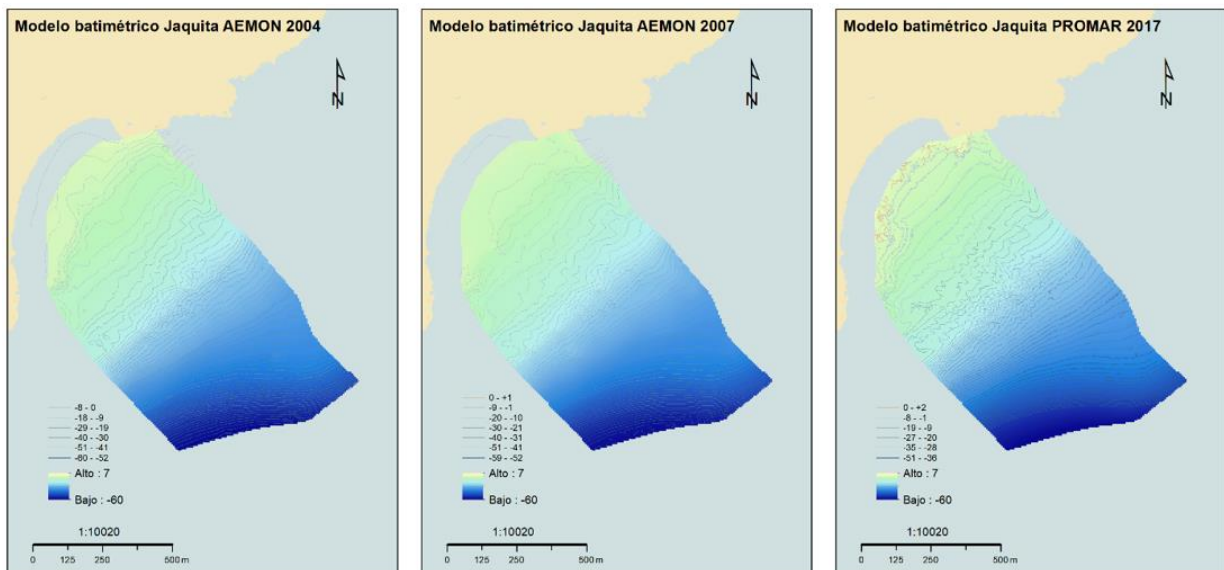 Modelo batimétrico Jaquita AEMON 2004
N
-8 - 0
-18 - -9
-29 - -19
-40 - -30
-51 - -41
-60 - -52
Alto : 7
Bajo : -60
1:10020
0 125 250 500 m
Modelo batimétrico Jaquita AEMON 2007
N
0 - +1
-9 - -1
-20 - -10
-30 - -21
-40 - -31
-51 - -41
-59 - -52
Alto : 7
Bajo : -60
1:10020
0 125 250 500 m
Modelo batimétrico Jaquita PROMAR 2017
N
0 - +2
-8 - -1
-19 - -9
-27 - -20
-35 - -28
-51 - -36
Alto : 7
Bajo : -60
1:10020
0 125 250 500 m